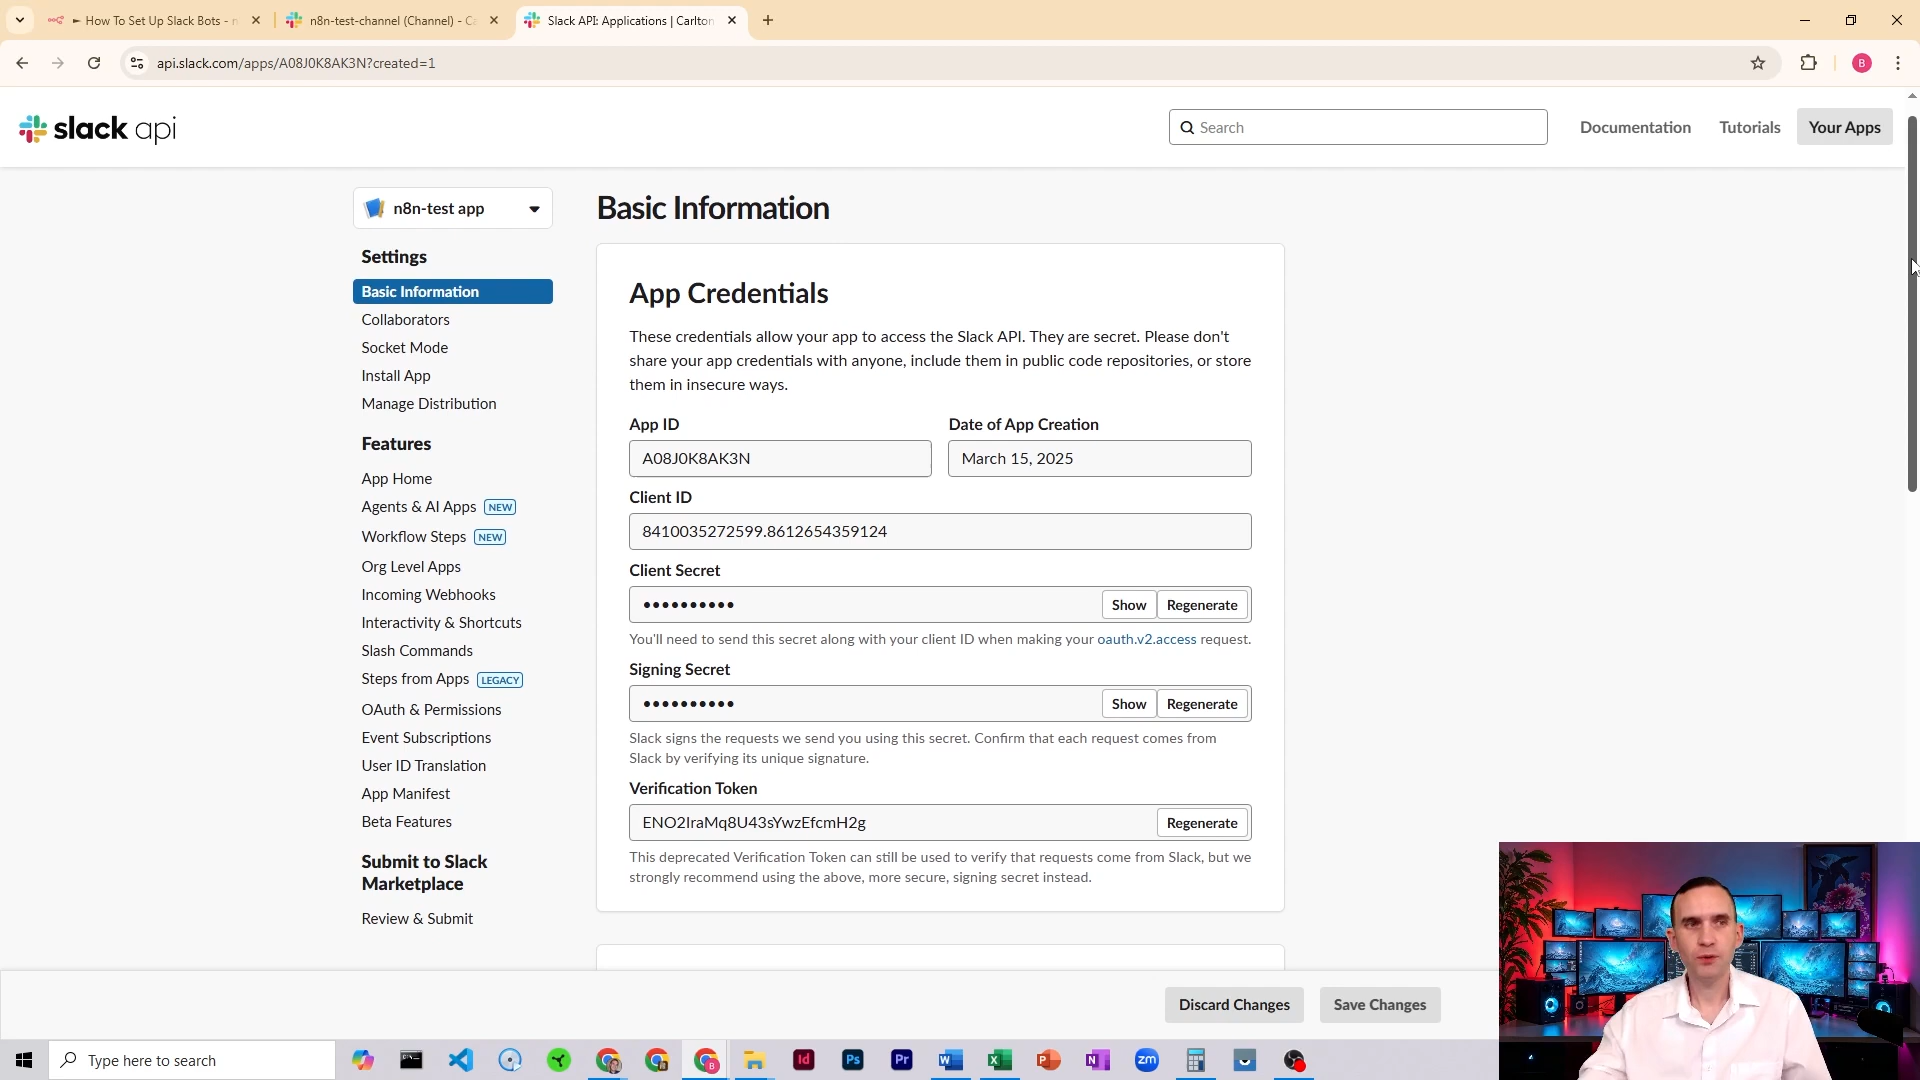 ► How To Set Up Slack Bots - n
n8n-test-channel (Channel) - Ca
Slack API: Applications | Carlton
api.slack.com/apps/A08J0K8AK3N?created=1
B
slack api
Search
Documentation
Tutorials
Your Apps
n8n-test app
Settings
Basic Information
Collaborators
Socket Mode
Install App
Manage Distribution
Features
App Home
Agents & AI Apps NEW
Workflow Steps NEW
Org Level Apps
Incoming Webhooks
Interactivity & Shortcuts
Slash Commands
Steps from Apps LEGACY
OAuth & Permissions
Event Subscriptions
User ID Translation
App Manifest
Beta Features
Submit to Slack
Marketplace
Review & Submit
Basic Information
App Credentials
These credentials allow your app to access the Slack API. They are secret. Please don't
share your app credentials with anyone, include them in public code repositories, or store
them in insecure ways.
App ID
Date of App Creation
A08J0K8AK3N
March 15, 2025
Client ID
8410035272599.8612654359124
Client Secret
••••••••••
Show
Regenerate
You'll need to send this secret along with your client ID when making your oauth.v2.access request.
Signing Secret
••••••••••
Show
Regenerate
Slack signs the requests we send you using this secret. Confirm that each request comes from
Slack by verifying its unique signature.
Verification Token
ENO2IraMq8U43sYwzEfcmH2g
Regenerate
This deprecated Verification Token can still be used to verify that requests come from Slack, but we
strongly recommend using the above, more secure, signing secret instead.
Discard Changes
Save Changes
Type here to search
B
Id
Ps
Pr
W
X
P
N
zm